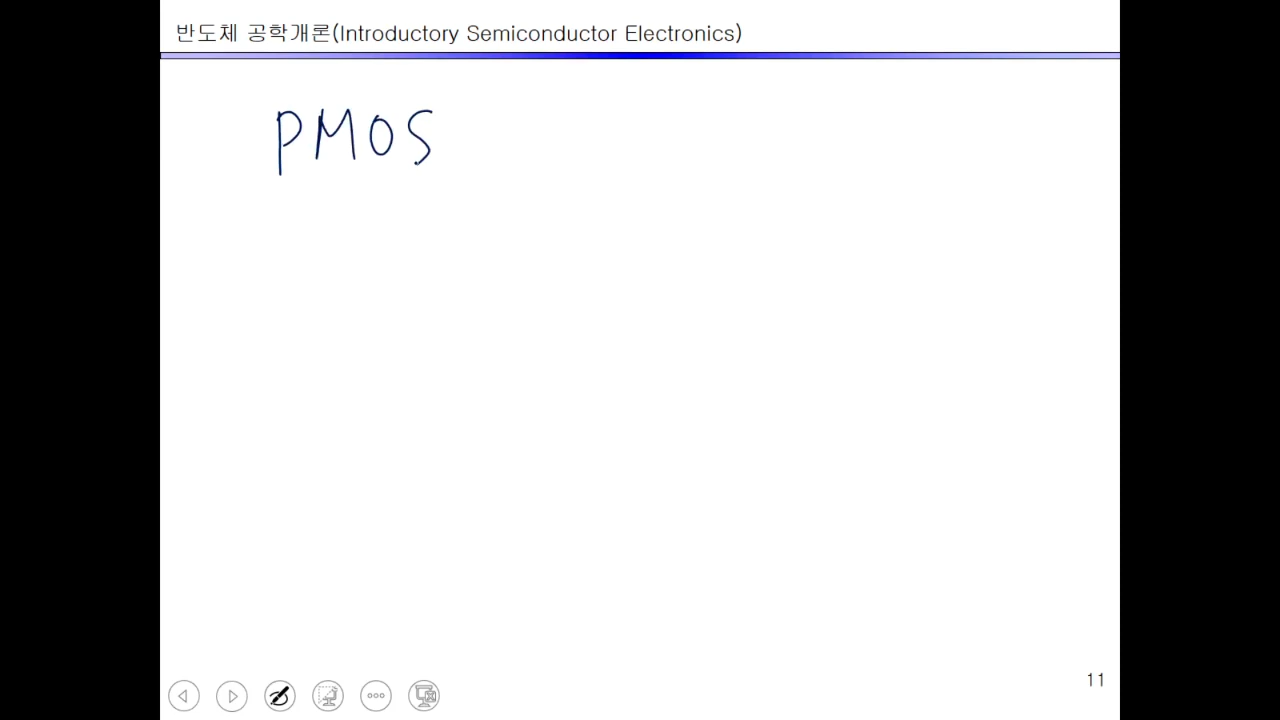 반도체 공학개론(Introductory Semiconductor Electronics)
PMOS
11